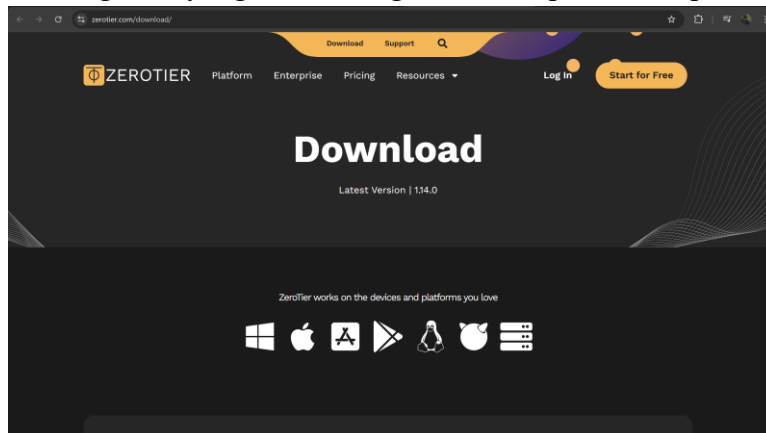 zerotier.com/download/
Download Support
ZEROTIER Platform Enterprise Pricing Resources Log In Start for Free
Download
Latest Version | 1.14.0
ZeroTier works on the devices and platforms you love